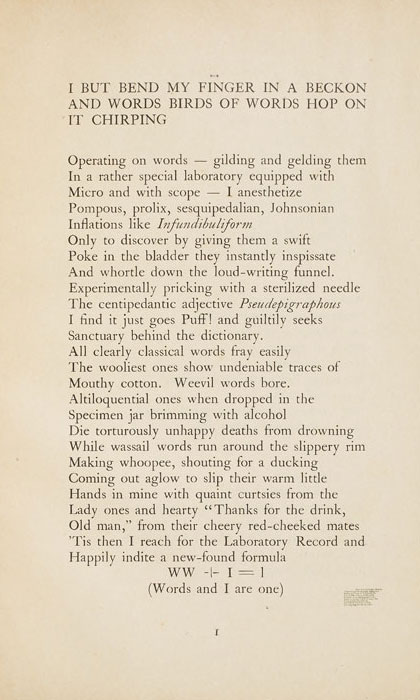 I BUT BEND MY FINGER IN A BECKON
AND WORDS BIRDS OF WORDS HOP ON
IT CHIRPING
Operating on words — gilding and gelding them
In a rather special laboratory equipped with
Micro and with scope — I anesthetize
Pompous, prolix, sesquipedalian, Johnsonian
Inflations like Infundibuliform
Only to discover by giving them a swift
Poke in the bladder they instantly inspissate
And whortle down the loud-writing funnel.
Experimentally pricking with a sterilized needle
The centipedantic adjective Pseudepigraphous
I find it just goes Puff! and guiltily seeks
Sanctuary behind the dictionary.
All clearly classical words fray easily
The wooliest ones show undeniable traces of
Mouthy cotton. Weevil words bore.
Altiloquential ones when dropped in the
Specimen jar brimming with alcohol
Die torturously unhappy deaths from drowning
While wassail words run around the slippery rim
Making whoopee, shouting for a ducking
Coming out aglow to slip their warm little
Hands in mine with quaint curtsies from the
Lady ones and hearty "Thanks for the drink,
Old man," from their cheery red-cheeked mates
'Tis then I reach for the Laboratory Record and
Happily indite a new-found formula
WW + I = 1
(Words and I are one)
1